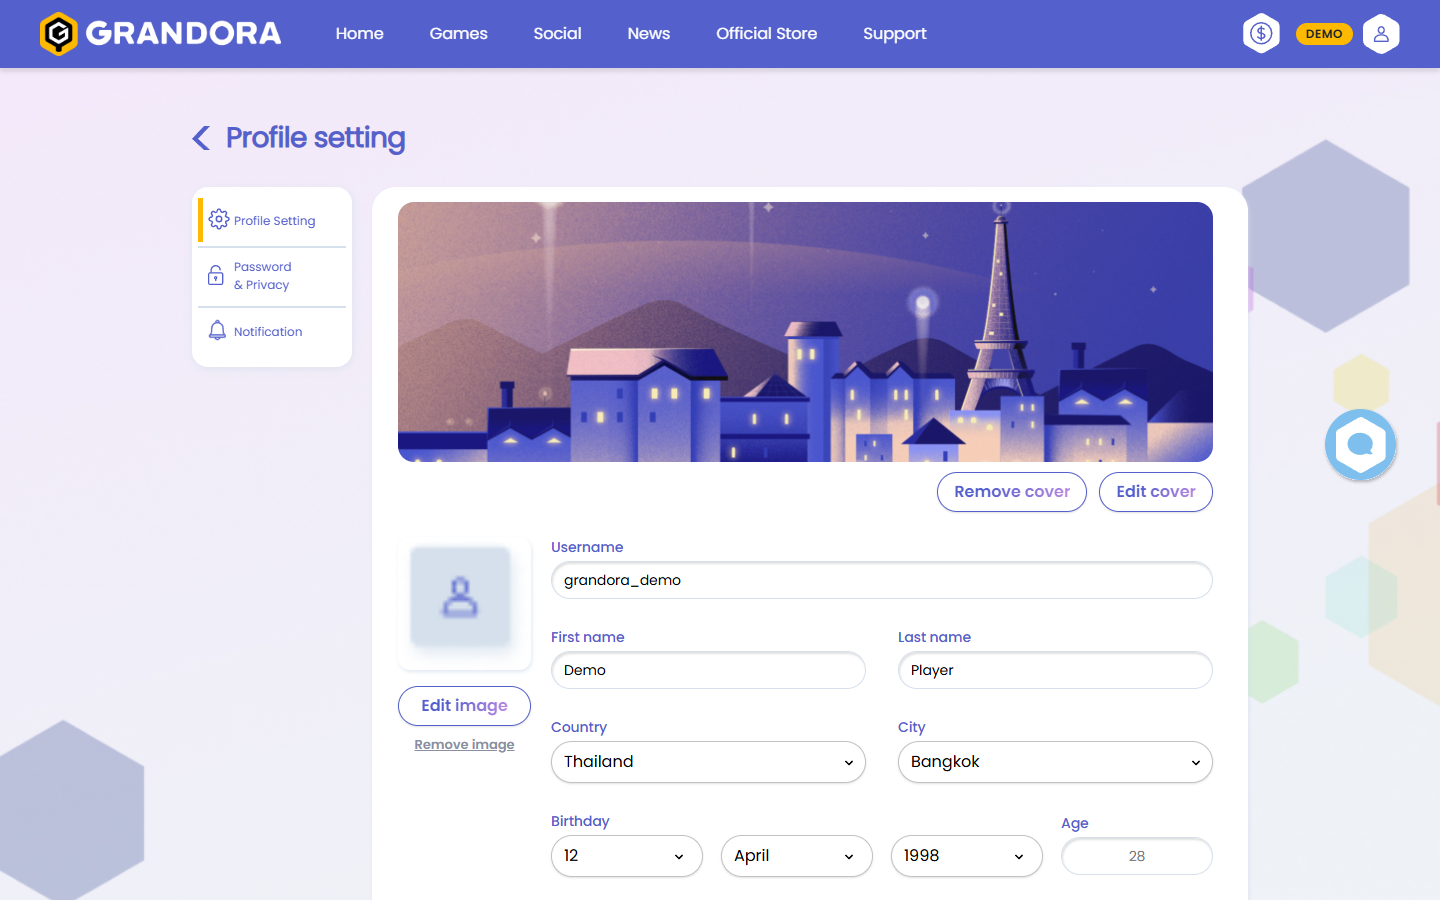 GRANDORA
Home
Games
Social
News
Official Store
Support
DEMO
Profile setting
Profile Setting
Password
& Privacy
Notification
Remove cover
Edit cover
Username
grandora_demo
First name
Last name
Demo
Player
Edit image
Remove image
Country
City
Thailand
Bangkok
Birthday
Age
12
April
1998
28